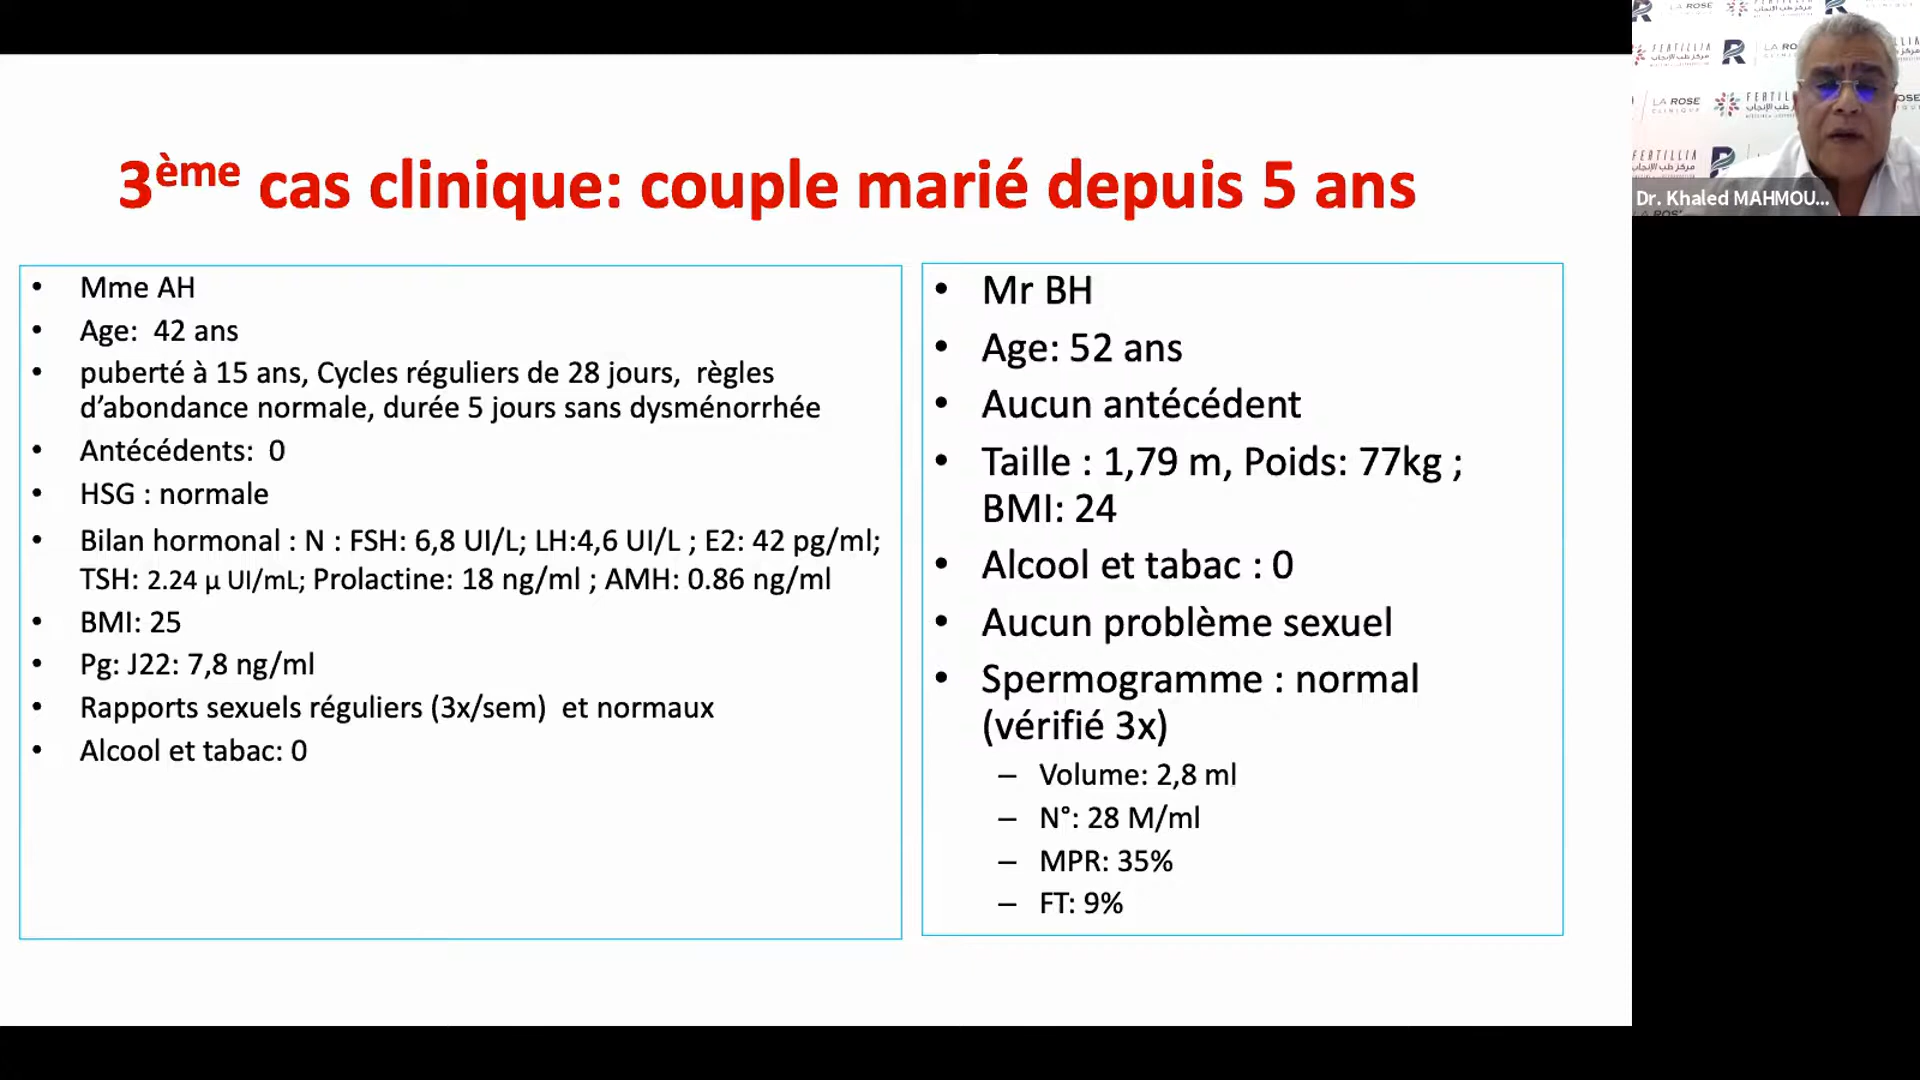 3ème cas clinique: couple marié depuis 5 ans
• Mme AH
• Age: 42 ans
• puberté à 15 ans, Cycles réguliers de 28 jours, règles
d’abondance normale, durée 5 jours sans dysménorrhée
• Antécédents: 0
• HSG : normale
• Bilan hormonal : N : FSH: 6,8 UI/L; LH:4,6 UI/L ; E2: 42 pg/ml;
TSH: 2.24 µ UI/mL; Prolactine: 18 ng/ml ; AMH: 0.86 ng/ml
• BMI: 25
• Pg: J22: 7,8 ng/ml
• Rapports sexuels réguliers (3x/sem) et normaux
• Alcool et tabac: 0
• Mr BH
• Age: 52 ans
• Aucun antécédent
• Taille : 1,79 m, Poids: 77kg ;
BMI: 24
• Alcool et tabac : 0
• Aucun problème sexuel
• Spermogramme : normal
(vérifié 3x)
– Volume: 2,8 ml
– N°: 28 M/ml
– MPR: 35%
– FT: 9%
LA ROSE
CLINIQUE
FERTILLIA
مركز طب الإنجاب
Dr. Khaled MAHMOU...